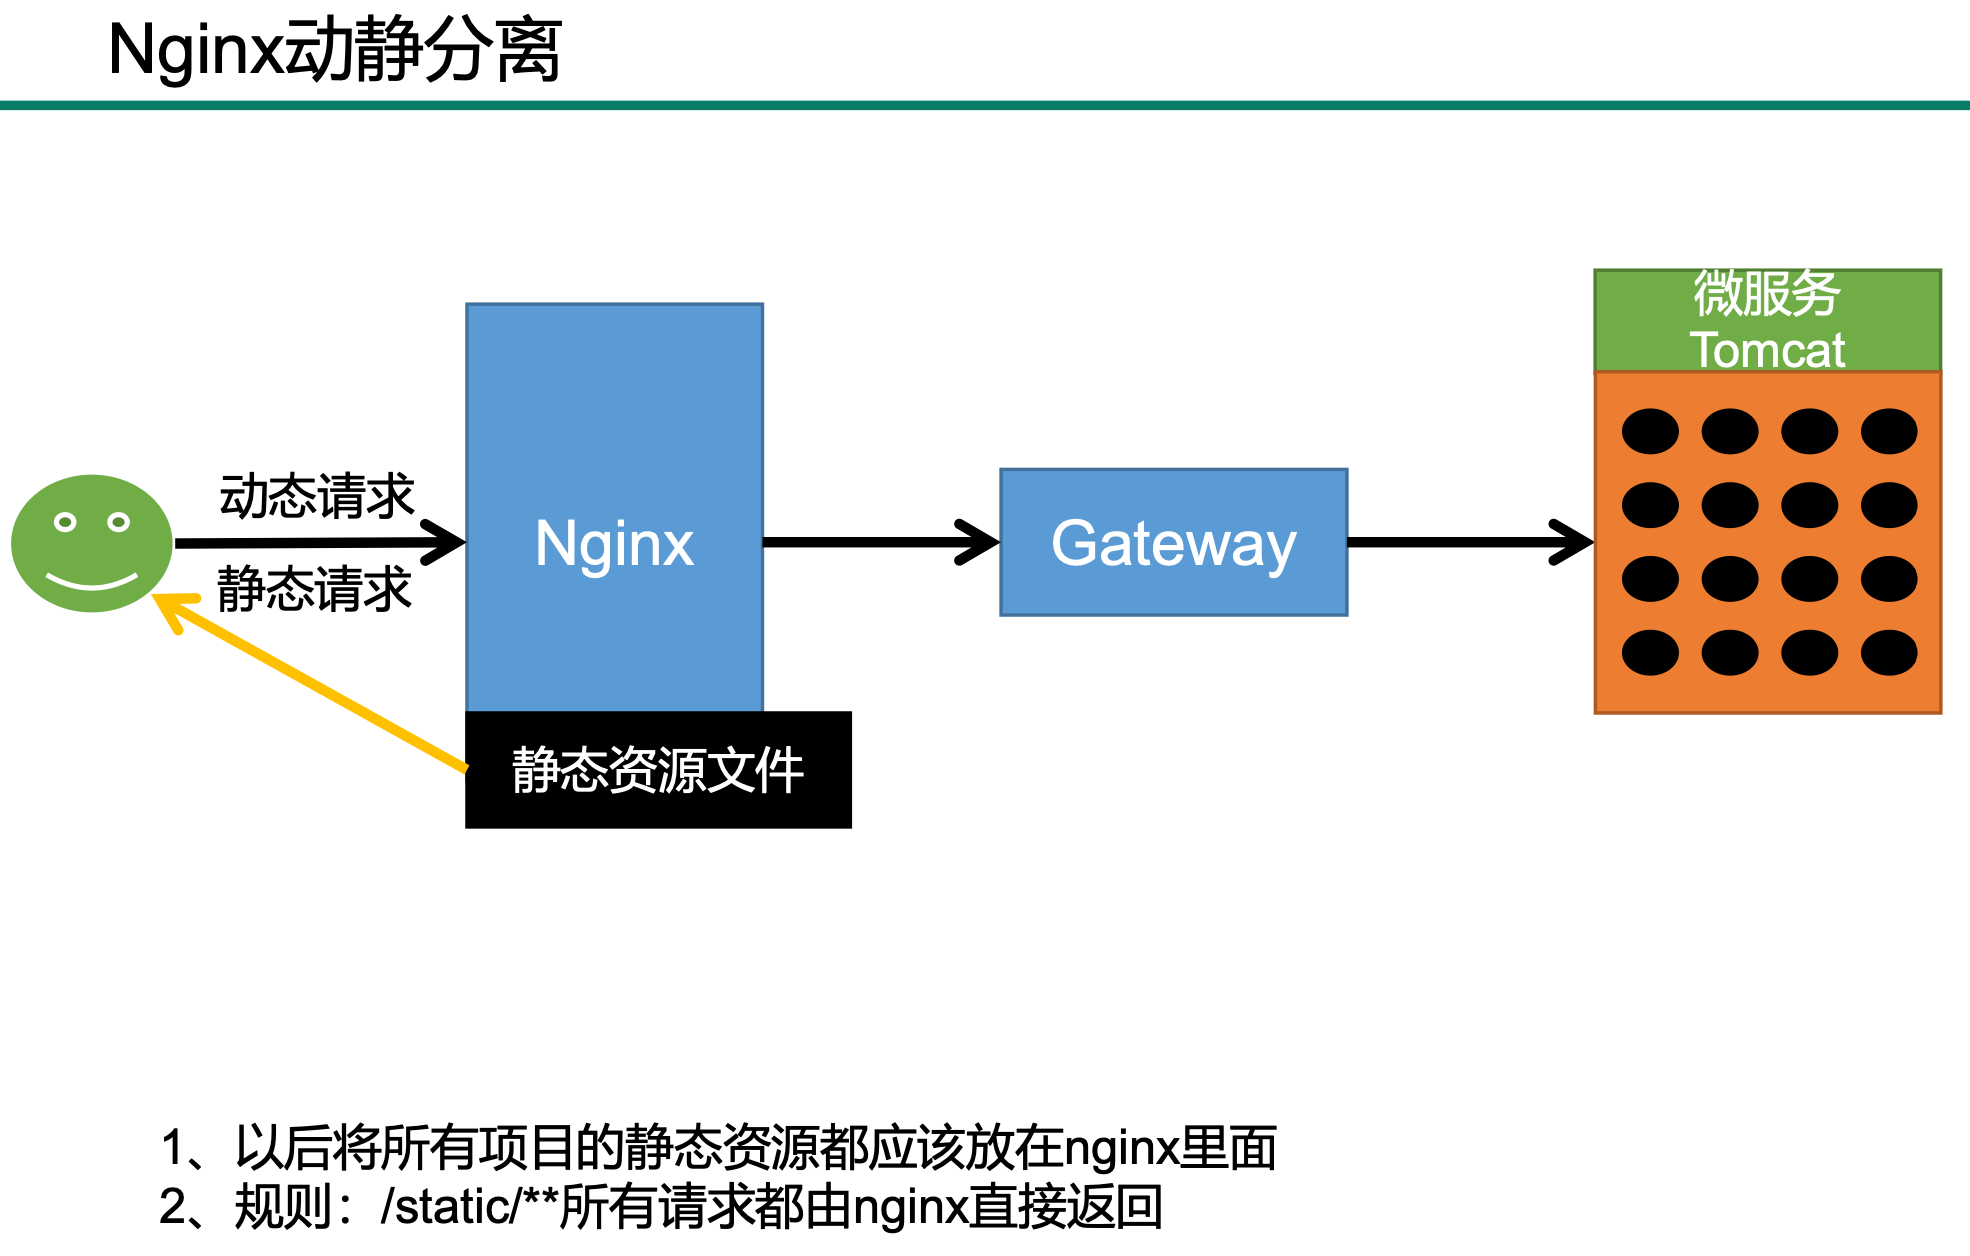 Nginx动静分离
微服务
Tomcat
动态请求
Nginx
Gateway
静态请求
静态资源文件
1、以后将所有项目的静态资源都应该放在nginx里面
2、规则：/static/**所有请求都由nginx直接返回